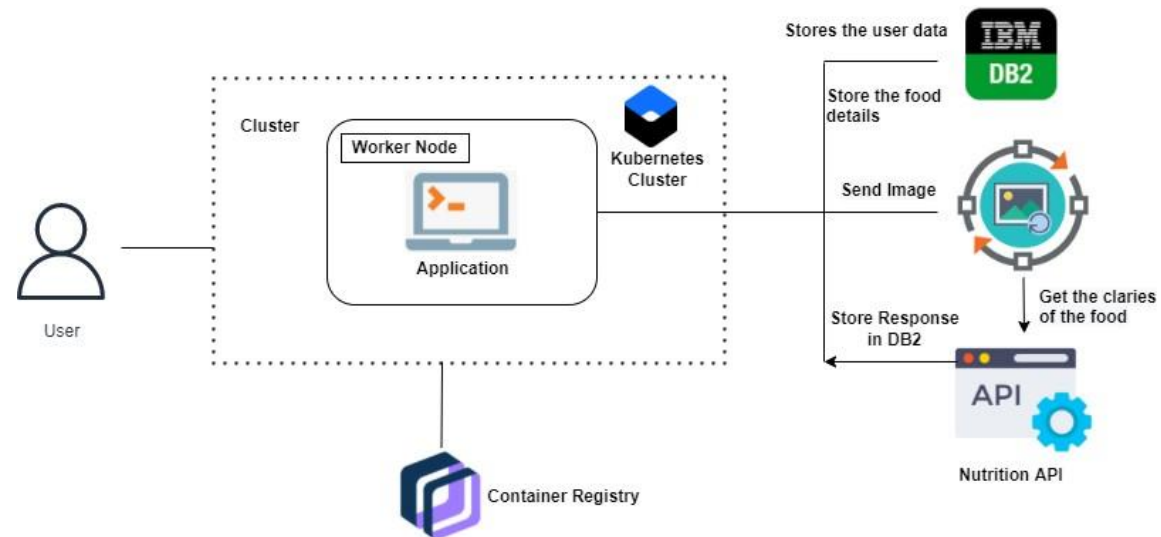 Stores the user data
IBM
DB2
Store the food
details
Cluster
Worker Node
Kubernetes
Cluster
Send Image
Application
User
Get the claries
of the food
Store Response
in DB2
API
Nutrition API
Container Registry